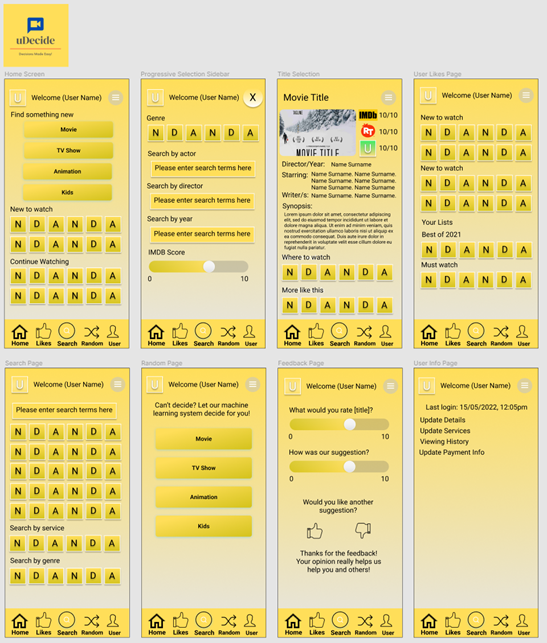 uDecide
Viewership Made Easy!
Home Screen
U Welcome (User Name)
Find something new
Movie
TV Show
Animation
Kids
New to watch
N D A N D A
N D A N D A
Continue Watching
N D A N D A
N D A N D A
Home Likes Search Random User
Progressive Selection Sidebar
U Welcome (User Name) X
Genre
N D A N D A
Search by actor
Please enter search terms here
Search by director
Please enter search terms here
Search by year
Please enter search terms here
IMDB Score
0 10
Home Likes Search Random User
Title Selection
Movie Title
MOVIE TITLE
IMDb 10/10
RT 10/10
U 10/10
Director/Year: Name Surname
Starring: Name Surname. Name Surname.
Name Surname. Name Surname.
Name Surname. Name Surname.
Writer/s: Name Surname. Name Surname.
Synopsis:
Lorem ipsum dolor sit amet, consectetur adipiscing
elit, sed do eiusmod tempor incididunt ut labore et
dolore magna aliqua. Ut enim ad minim veniam, quis
nostrud exercitation ullamco laboris nisi ut aliquip ex
ea commodo consequat. Duis aute irure dolor in
reprehenderit in voluptate velit esse cillum dolore eu
fugiat nulla pariatur.
Where to watch
N D A N D A
More like this
N D A N D A
Home Likes Search Random User
User Likes Page
U Welcome (User Name)
New to watch
N D A N D A
N D A N D A
New to watch
N D A N D A
N D A N D A
Your Lists
Best of 2021
N D A N D A
Must watch
N D A N D A
Home Likes Search Random User
Search Page
U Welcome (User Name)
Please enter search terms here
N D A N D A
N D A N D A
N D A N D A
N D A N D A
N D A N D A
Search by service
N D A N D A
Search by genre
N D A N D A
Home Likes Search Random User
Random Page
U Welcome (User Name)
Can't decide? Let our machine
learning system decide for you!
Movie
TV Show
Animation
Kids
Home Likes Search Random User
Feedback Page
U Welcome (User Name)
What would you rate [title]?
0 10
How was our suggestion?
0 10
Would you like another
suggestion?
Thanks for the feedback!
Your opinion really helps us
help you and others!
Home Likes Search Random User
User Info Page
U Welcome (User Name)
Last login: 15/05/2022, 12:05pm
Update Details
Update Services
Viewing History
Update Payment Info
Home Likes Search Random User